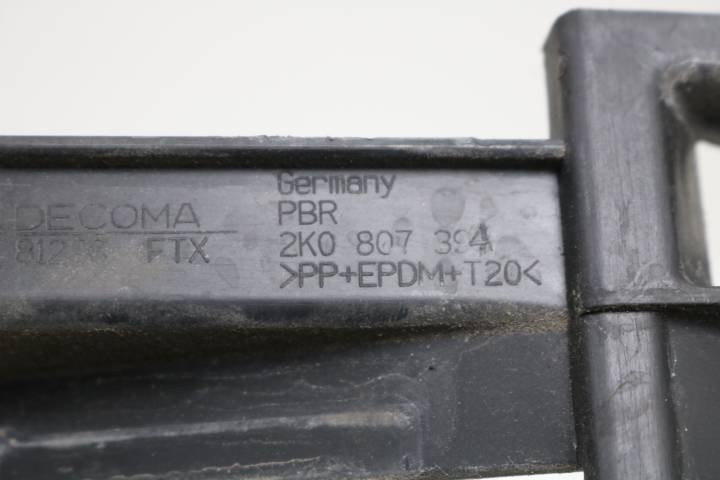 Germany
DECOMA PBR
FTX 2K0 807 394
>PP+EPDM+T20<